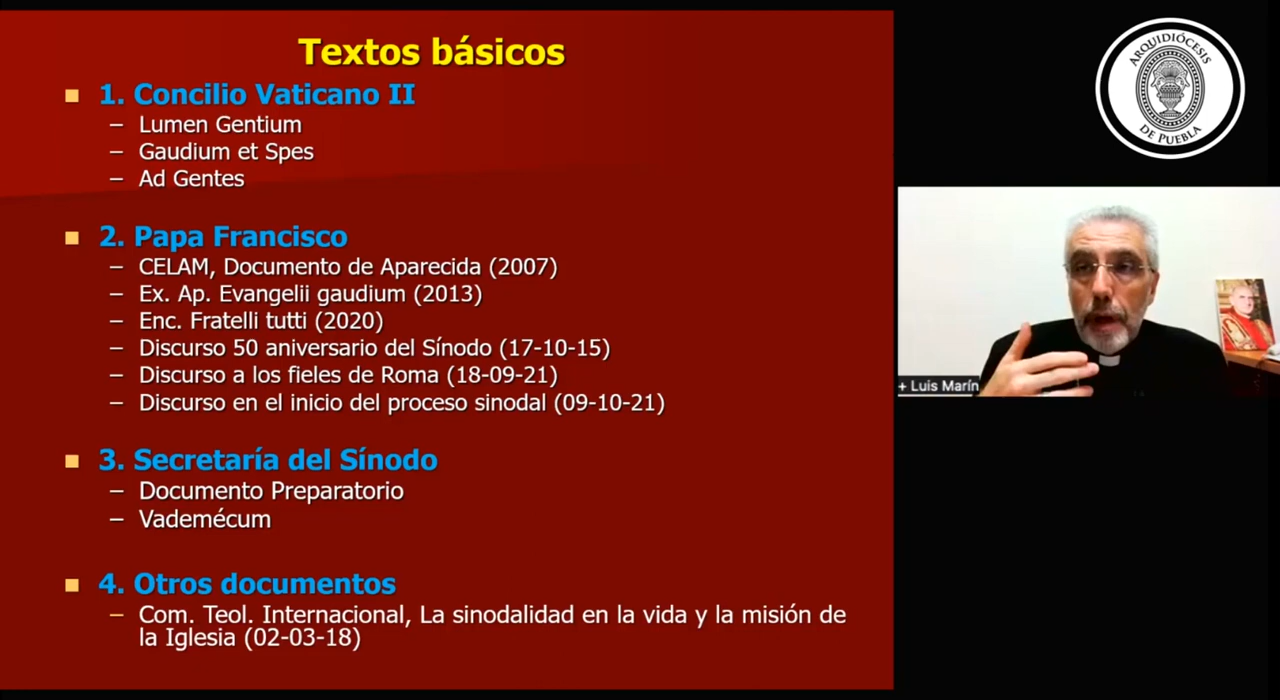 Textos básicos
1. Concilio Vaticano II
– Lumen Gentium
– Gaudium et Spes
– Ad Gentes
2. Papa Francisco
– CELAM, Documento de Aparecida (2007)
– Ex. Ap. Evangelii gaudium (2013)
– Enc. Fratelli tutti (2020)
– Discurso 50 aniversario del Sínodo (17-10-15)
– Discurso a los fieles de Roma (18-09-21)
– Discurso en el inicio del proceso sinodal (09-10-21)
3. Secretaría del Sínodo
– Documento Preparatorio
– Vademécum
4. Otros documentos
– Com. Teol. Internacional, La sinodalidad en la vida y la misión de
la Iglesia (02-03-18)
ARQUIDIÓCESIS
DE PUEBLA
+ Luis Marín